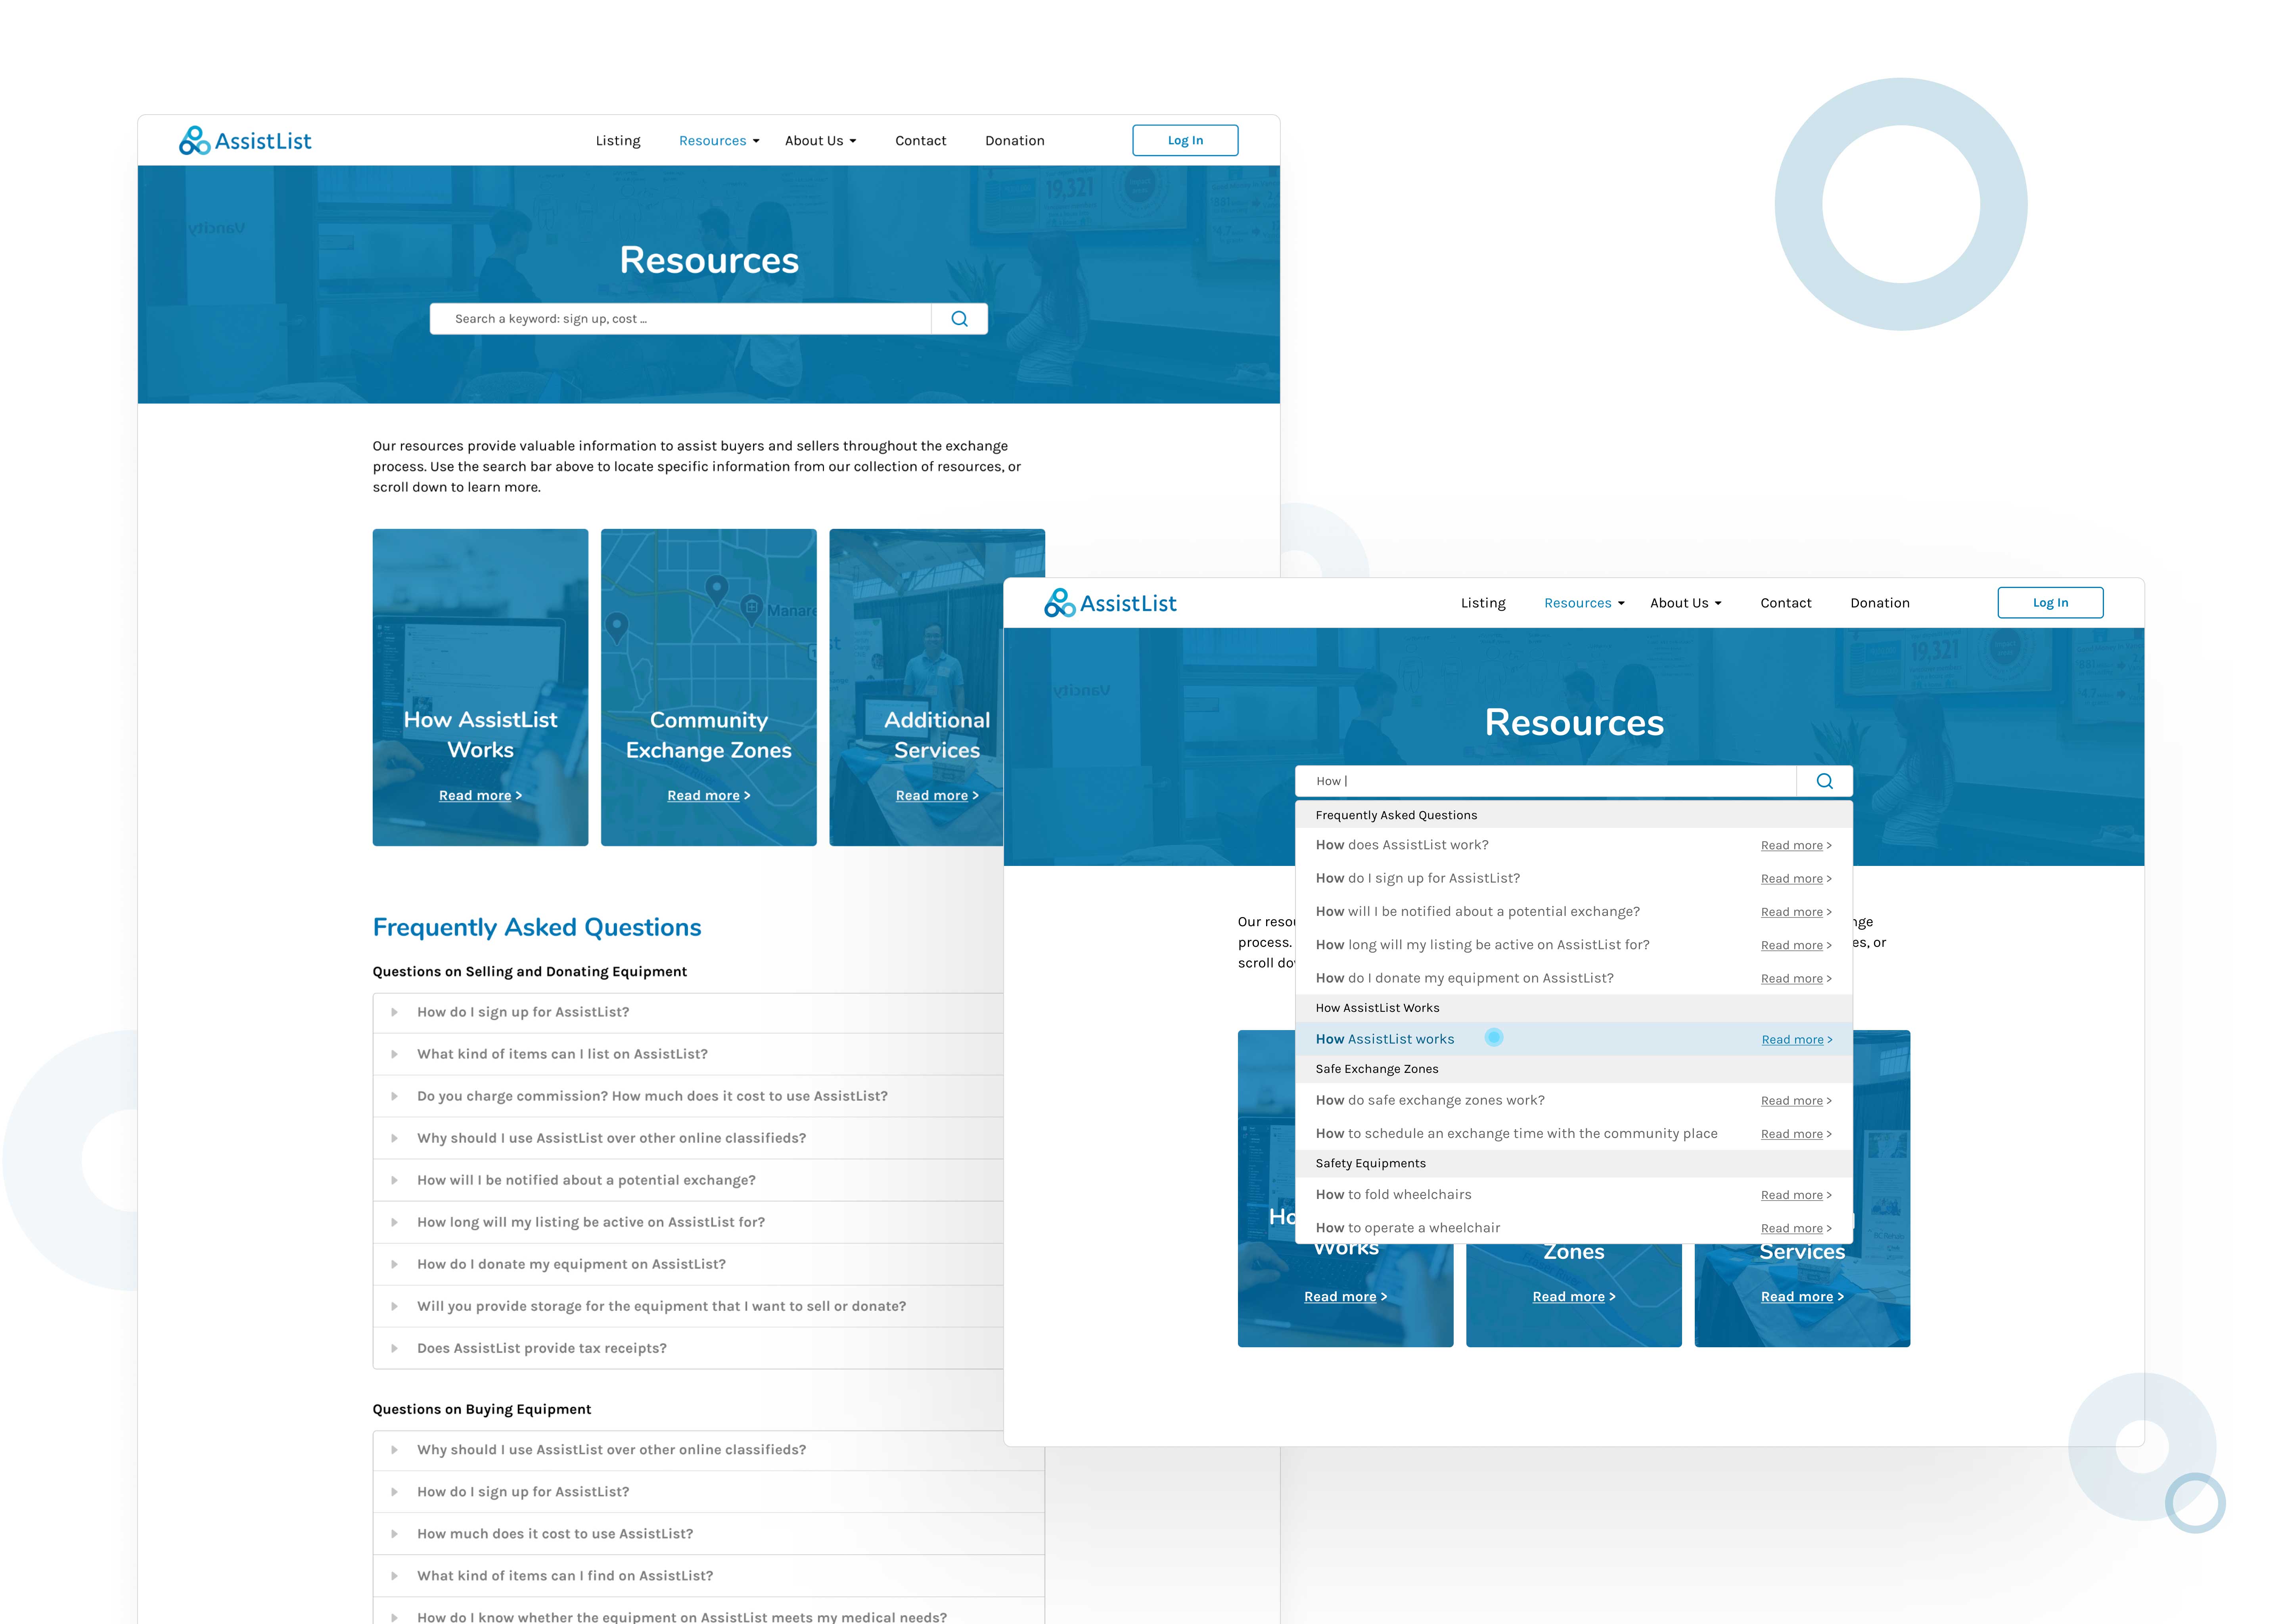 AssistList
Listing
Resources
About Us
Contact
Donation
Log In
Vancity
19,321
Resources
Search a keyword: sign up, cost ...
Our resources provide valuable information to assist buyers and sellers throughout the exchange
process. Use the search bar above to locate specific information from our collection of resources, or
scroll down to learn more.
Manar
How AssistList
Works
Read more >
Community
Exchange Zones
Read more >
Additional
Services
Read more >
Frequently Asked Questions
Questions on Selling and Donating Equipment
How do I sign up for AssistList?
What kind of items can I list on AssistList?
Do you charge commission? How much does it cost to use AssistList?
Why should I use AssistList over other online classifieds?
How will I be notified about a potential exchange?
How long will my listing be active on AssistList for?
How do I donate my equipment on AssistList?
Will you provide storage for the equipment that I want to sell or donate?
Does AssistList provide tax receipts?
Questions on Buying Equipment
Why should I use AssistList over other online classifieds?
How do I sign up for AssistList?
How much does it cost to use AssistList?
What kind of items can I find on AssistList?
How do I know whether the equipment on AssistList meets my medical needs?
AssistList
Listing
Resources
About Us
Contact
Donation
Log In
Vancity
19,321
Resources
How |
Frequently Asked Questions
How does AssistList work? Read more >
How do I sign up for AssistList? Read more >
How will I be notified about a potential exchange? Read more >
How long will my listing be active on AssistList for? Read more >
How do I donate my equipment on AssistList? Read more >
How AssistList Works
How AssistList works Read more >
Safe Exchange Zones
How do safe exchange zones work? Read more >
How to schedule an exchange time with the community place Read more >
Safety Equipments
How to fold wheelchairs Read more >
How to operate a wheelchair Read more >
Our reso
nge
process.
es, or
scroll do
Ho
Works
Read more >
Zones
Read more >
Services
Read more >